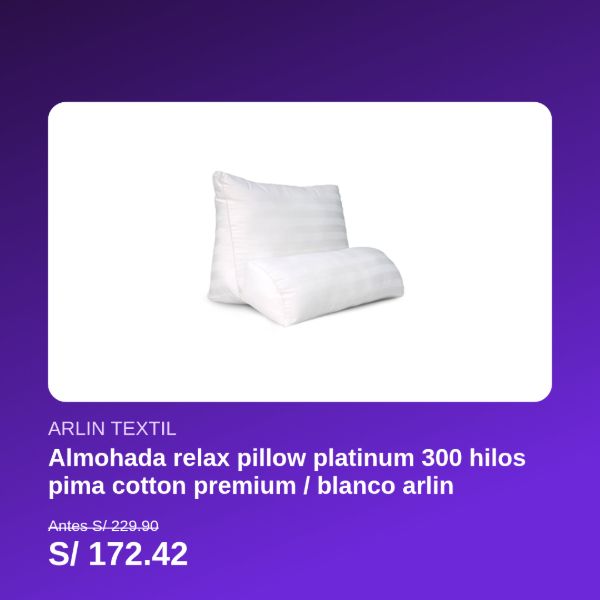 ARLIN TEXTIL
Almohada relax pillow platinum 300 hilos
pima cotton premium / blanco arlin
Antes S/ 229.90
S/ 172.42